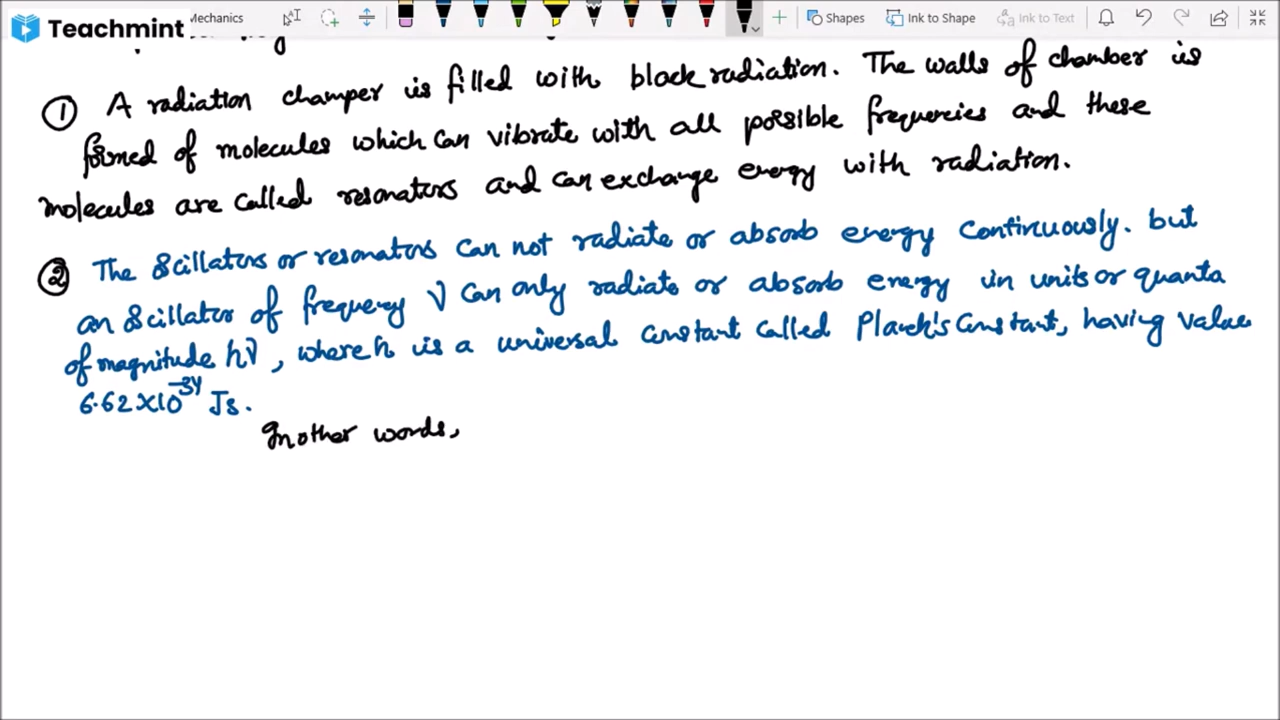 Teachmint
Mechanics
Shapes
Ink to Shape
Ink to Text
① A radiation champer is filled with black radiation. The walls of chamber is
formed of molecules which can vibrate with all possible frequencies and these
molecules are called resonators and can exchange energy with radiation.
② The oscillators or resonators can not radiate or absorb energy continuously. but
an oscillator of frequency ν can only radiate or absorb energy in units or quanta
of magnitude hν, where h is a universal constant called Planck's Constant, having value
6.62×10⁻³⁴ Js.
In other words,